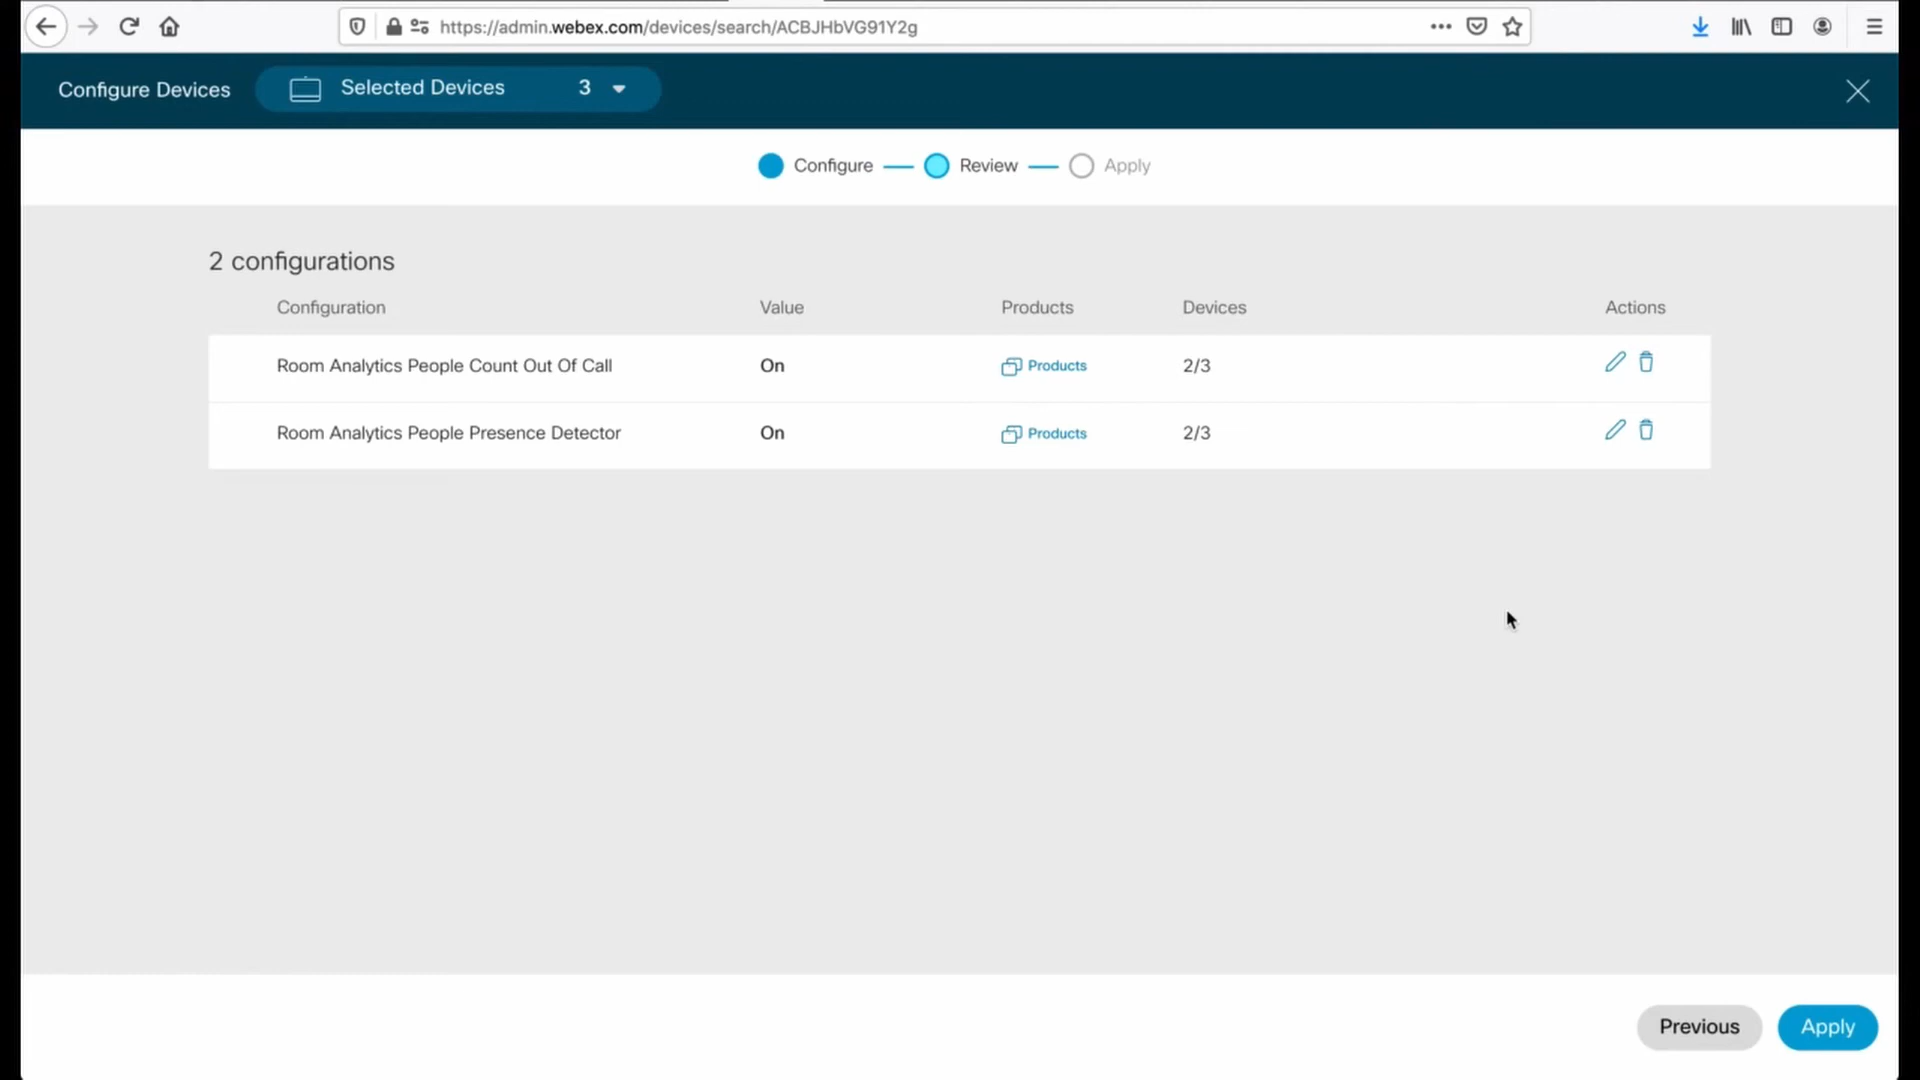 https://admin.webex.com/devices/search/ACBJHbVG91Y2g
Configure Devices
Selected Devices 3
Configure Review Apply
2 configurations
Configuration Value Products Devices Actions
Room Analytics People Count Out Of Call On Products 2/3
Room Analytics People Presence Detector On Products 2/3
Previous Apply